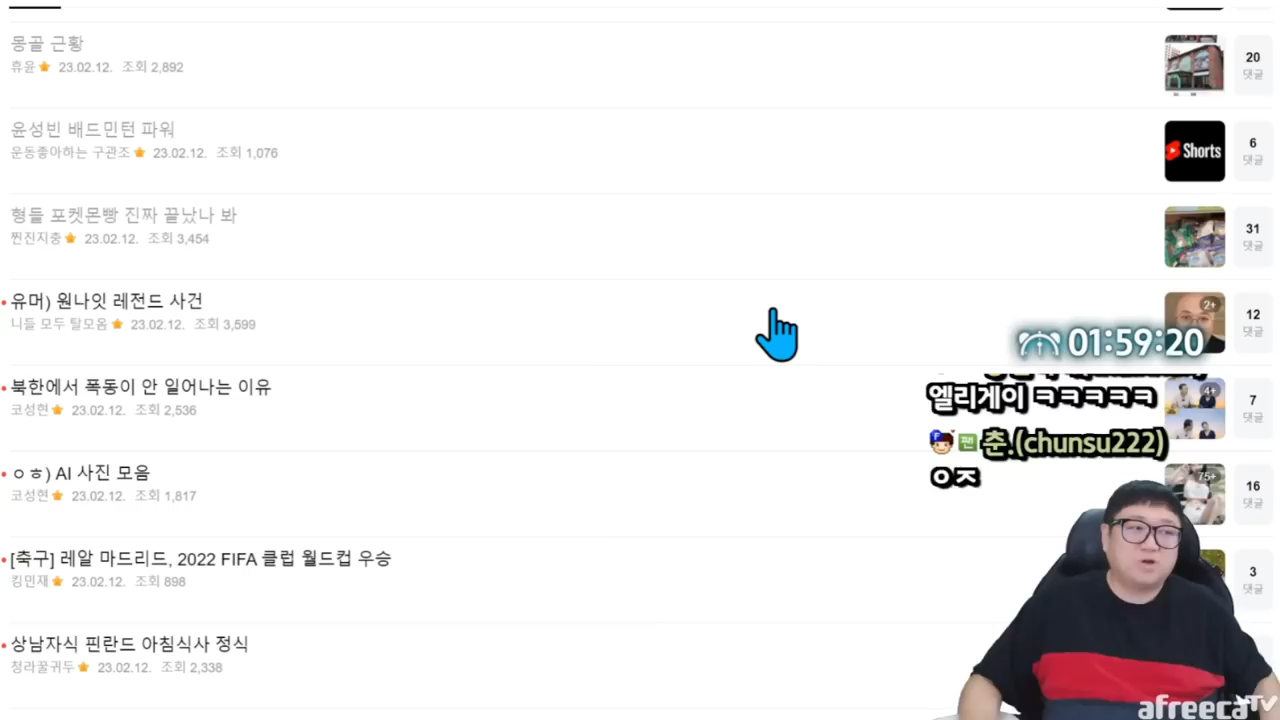 몽골 근황
휴윤 23.02.12. 조회 2,892
20
댓글
윤성빈 배드민턴 파워
운동좋아하는 구관조 23.02.12. 조회 1,076
Shorts
6
댓글
형들 포켓몬빵 진짜 끝났나 봐
찐진지충 23.02.12. 조회 3,454
31
댓글
유머) 원나잇 레전드 사건
니들 모두 탈모옴 23.02.12. 조회 3,599
2+
12
댓글
01:59:20
북한에서 폭동이 안 일어나는 이유
코성현 23.02.12. 조회 2,536
4+
7
댓글
엘리게이 ㅋㅋㅋㅋㅋ
팬 춘.(chunsu222)
ㅇㅈ
ㅇㅎ) AI 사진 모음
코성현 23.02.12. 조회 1,817
75+
16
댓글
[축구] 레알 마드리드, 2022 FIFA 클럽 월드컵 우승
킹민재 23.02.12. 조회 898
3
댓글
상남자식 핀란드 아침식사 정식
청라꿀귀두 23.02.12. 조회 2,338
afreecaTV